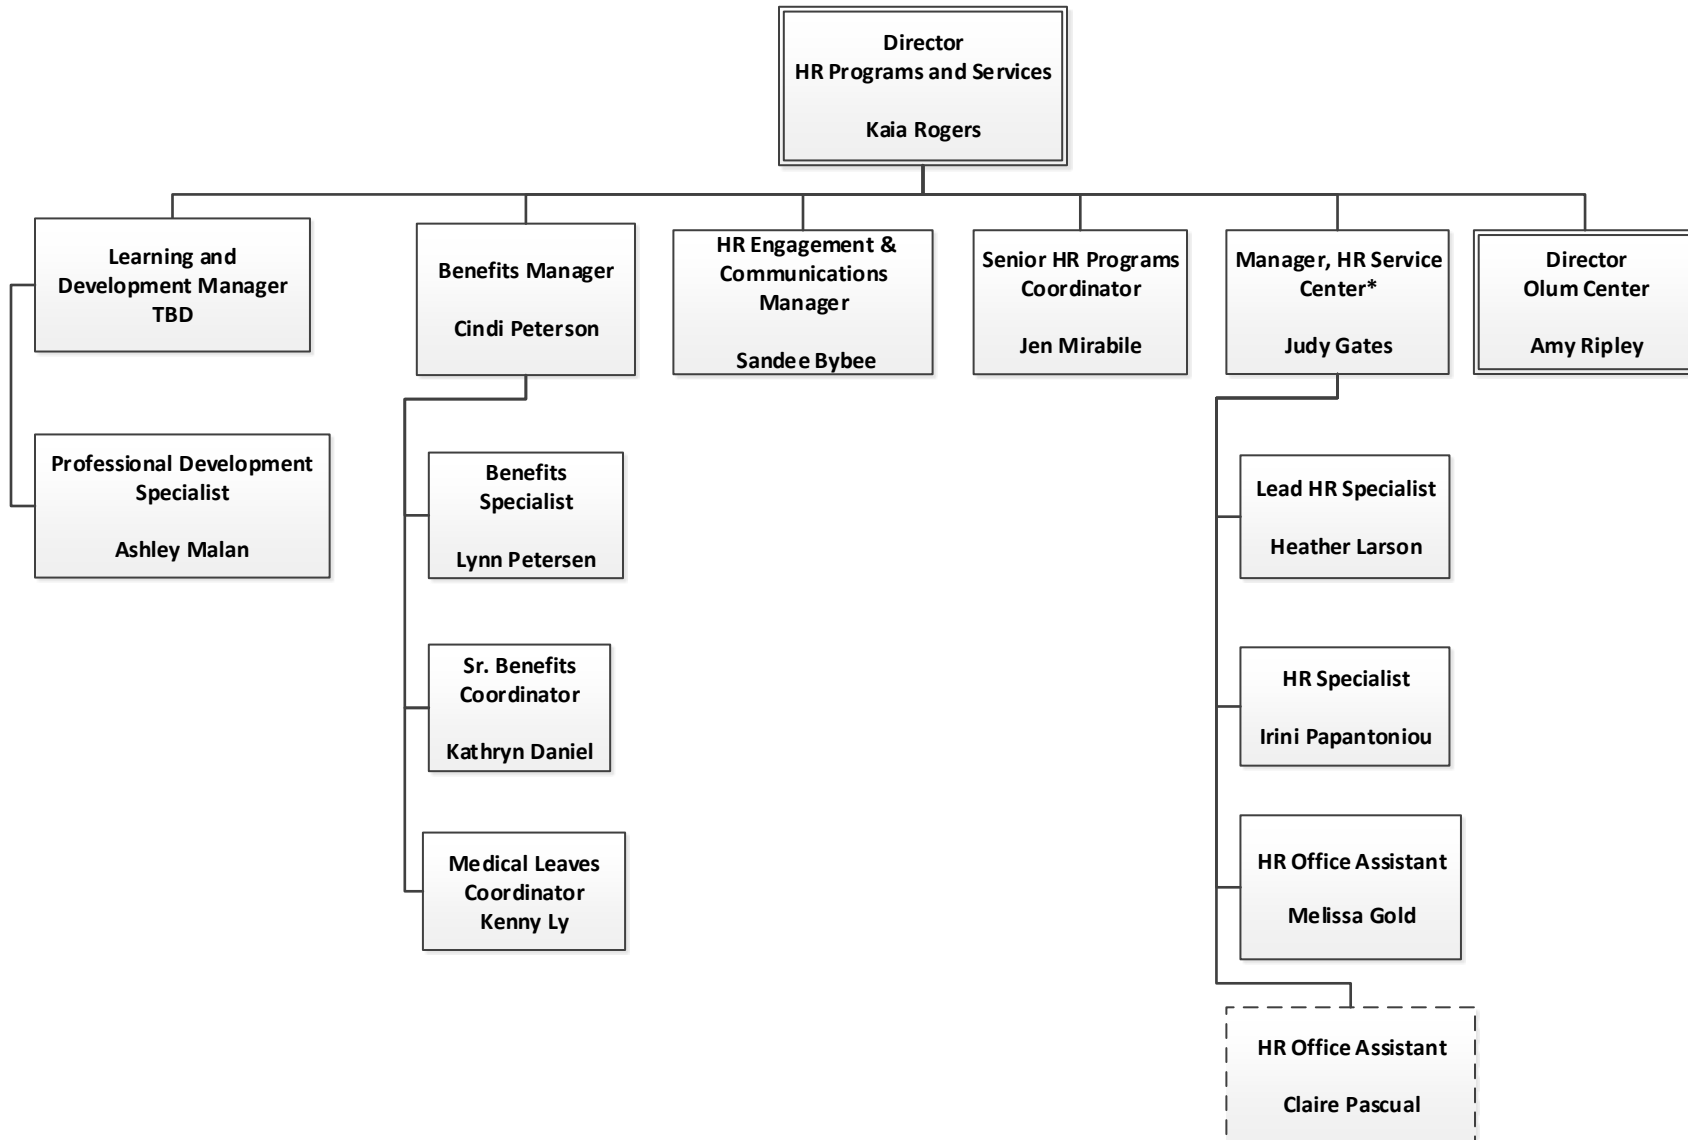 Director
HR Programs and Services
Kaia Rogers
Learning and
Development Manager
TBD
Benefits Manager
Cindi Peterson
HR Engagement &
Communications
Manager
Sandee Bybee
Senior HR Programs
Coordinator
Jen Mirabile
Manager, HR Service
Center*
Judy Gates
Director
Olum Center
Amy Ripley
Professional Development
Specialist
Ashley Malan
Benefits
Specialist
Lynn Petersen
Sr. Benefits
Coordinator
Kathryn Daniel
Medical Leaves
Coordinator
Kenny Ly
Lead HR Specialist
Heather Larson
HR Specialist
Irini Papantoniou
HR Office Assistant
Melissa Gold
HR Office Assistant
Claire Pascual